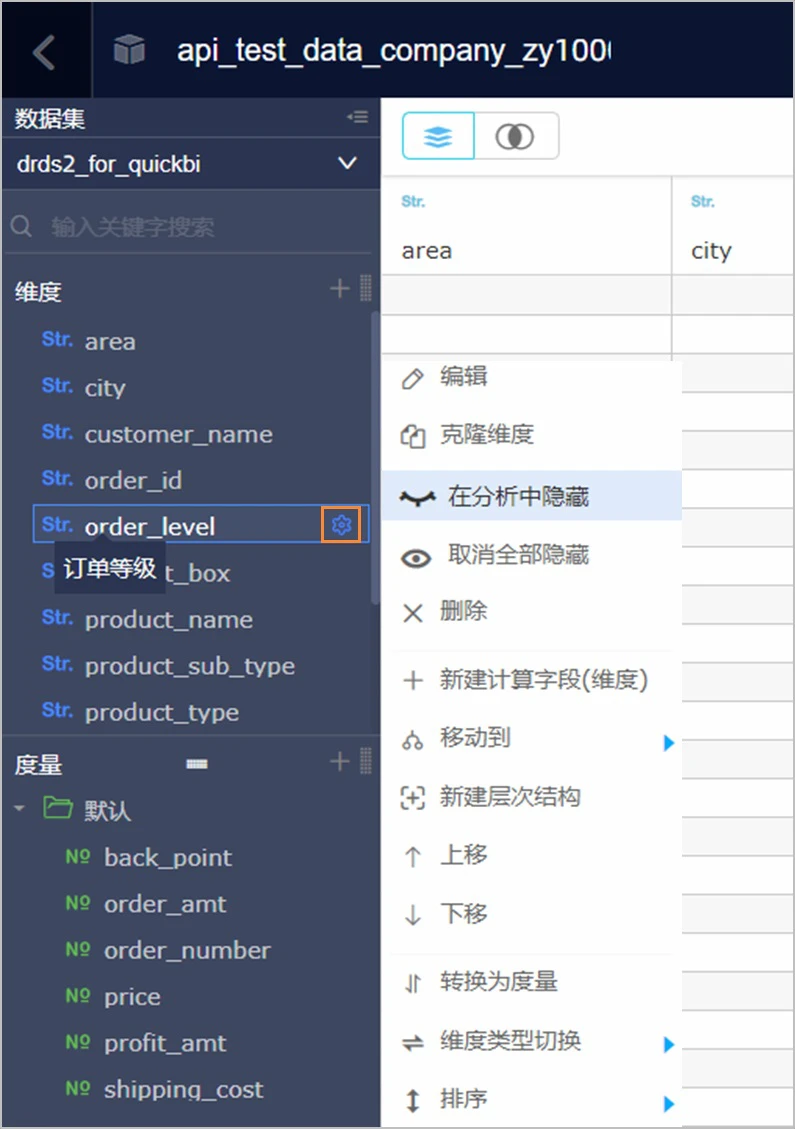 api_test_data_company_zy100
数据集
drds2_for_quickbi
输入关键字搜索
维度
Str. area
Str. city
Str. customer_name
Str. order_id
Str. order_level
订单等级
S t_box
Str. product_name
Str. product_sub_type
Str. product_type
度量
默认
Nº back_point
Nº order_amt
Nº order_number
Nº price
Nº profit_amt
Nº shipping_cost
Str. Str.
area city
编辑
克隆维度
在分析中隐藏
取消全部隐藏
删除
新建计算字段(维度)
移动到
新建层次结构
上移
下移
转换为度量
维度类型切换
排序